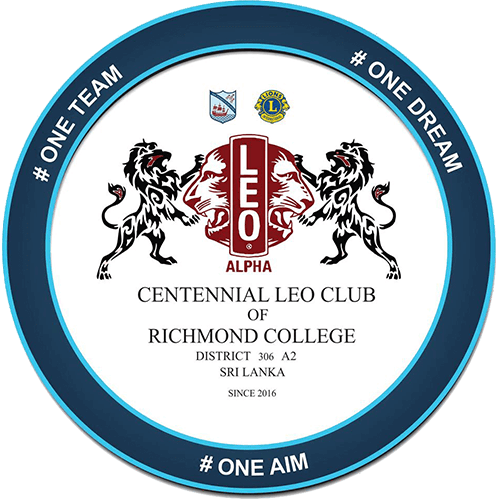 # ONE TEAM
# ONE DREAM
LIONS
L
LEO
®
ALPHA
CENTENNIAL LEO CLUB
OF
RICHMOND COLLEGE
DISTRICT 306 A2
SRI LANKA
SINCE 2016
# ONE AIM